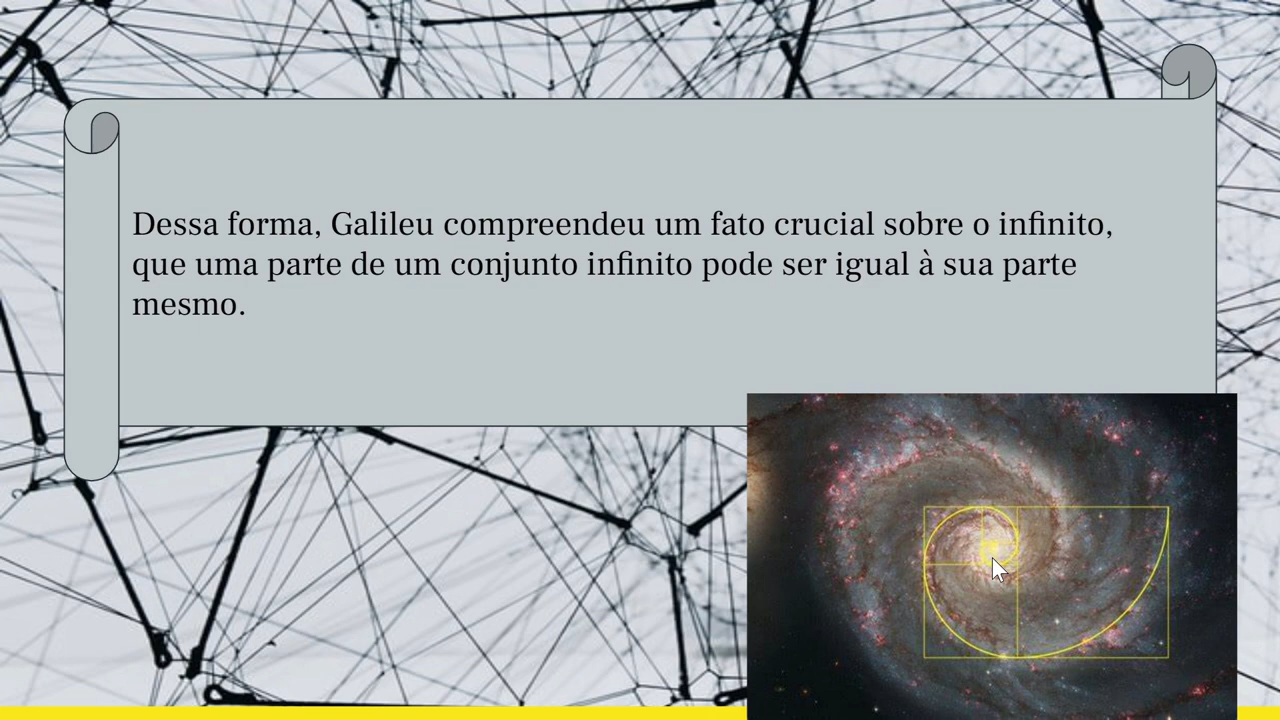 Dessa forma, Galileu compreendeu um fato crucial sobre o infinito,
que uma parte de um conjunto infinito pode ser igual à sua parte
mesmo.